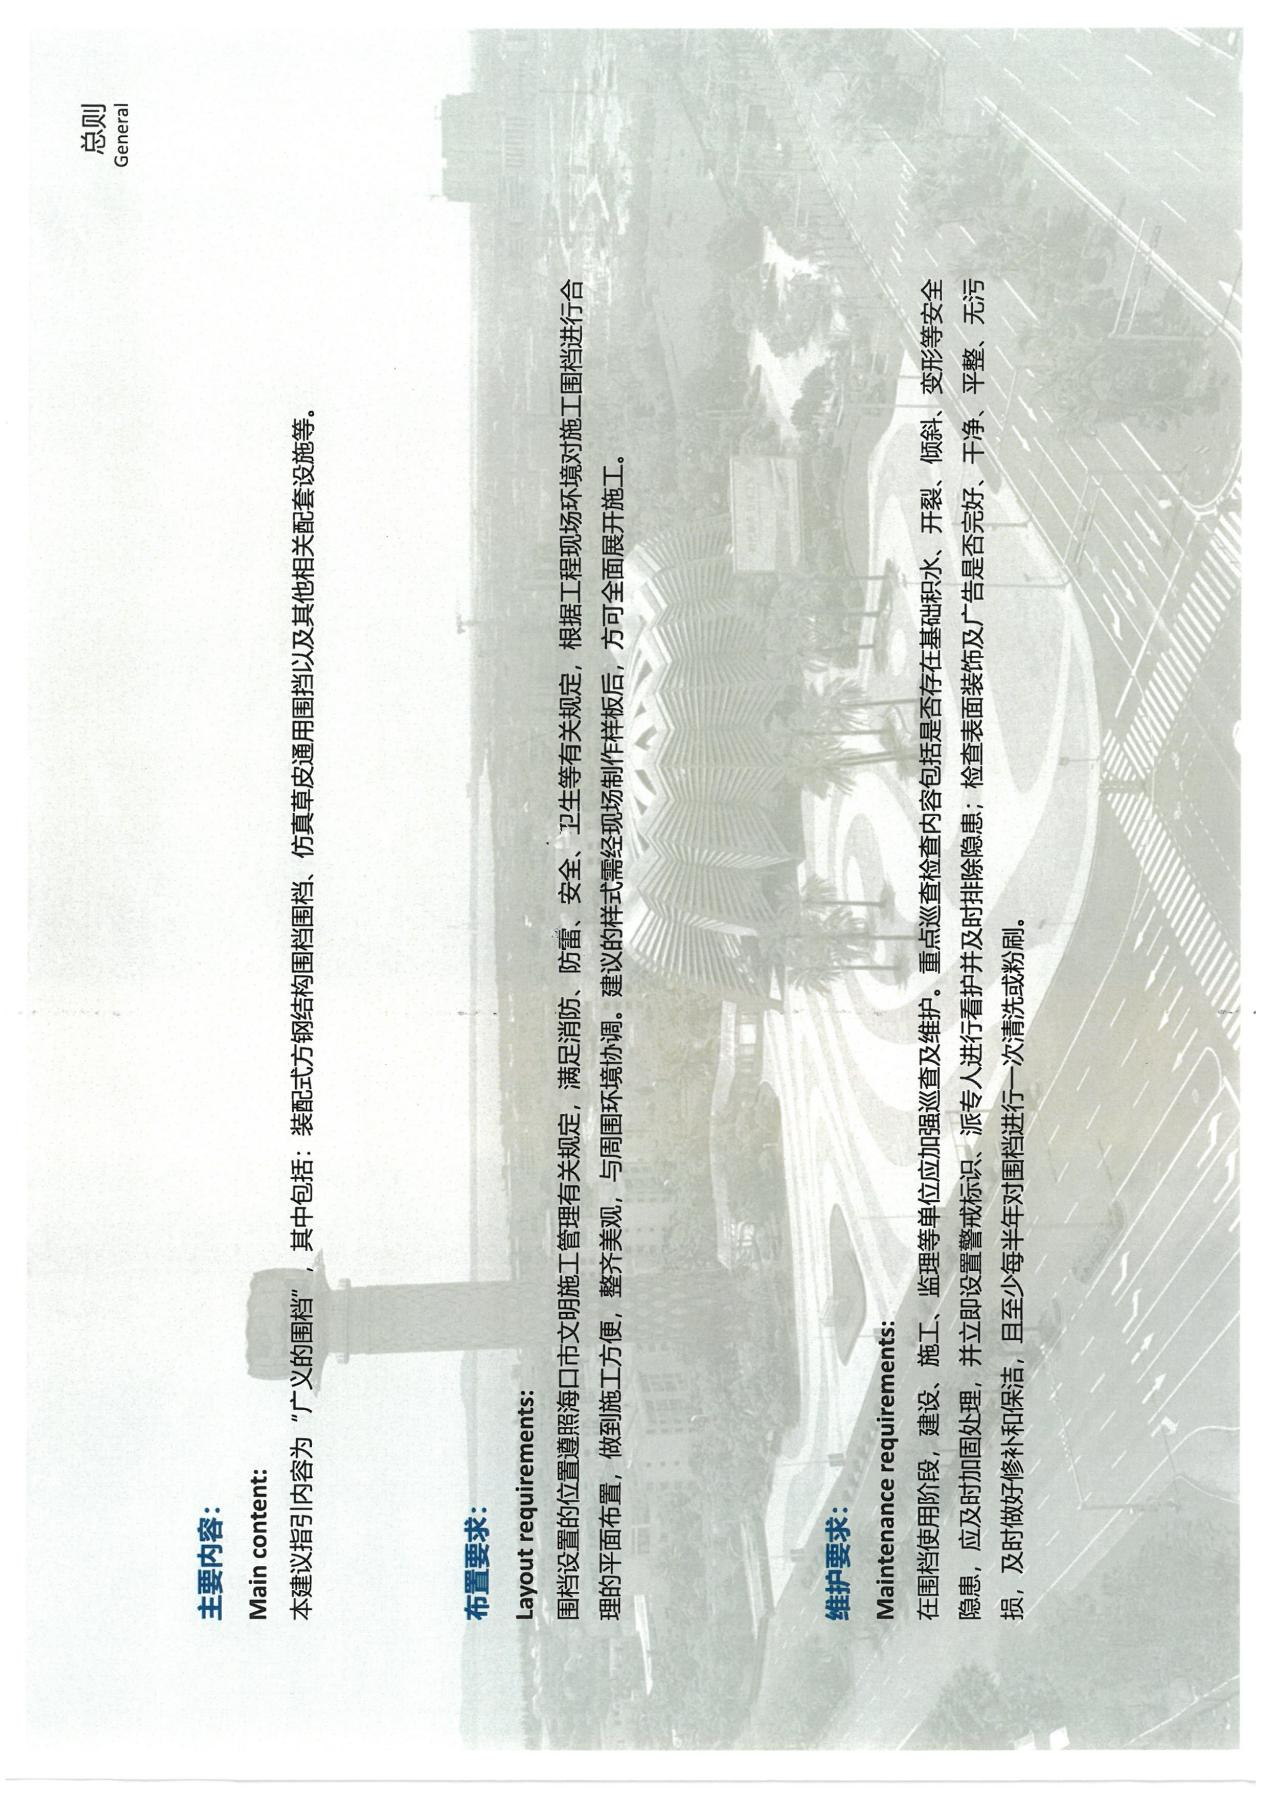 总则
General
主要内容：
Main content:
本建议指引内容为“广义的围档”，其中包括：装配式方钢结构围档围档、仿真草皮通用围挡以及其他相关配套设施等。
布置要求：
Layout requirements:
围档设置的位置遵照海口市文明施工管理有关规定，满足消防、防雷、安全、卫生等有关规定，根据工程现场环境对施工围档进行合
理的平面布置，做到施工方便，整齐美观，与周围环境协调。建议的样式需经现场制作样板后，方可全面展开施工。
维护要求：
Maintenance requirements:
在围档使用阶段，建设、施工、监理等单位应加强巡查及维护。重点巡查检查内容包括是否存在基础积水、开裂、倾斜、变形等安全
隐患，应及时加固处理，并立即设置警戒标识、派专人进行看护并及时排除隐患；检查表面装饰及广告是否完好、干净、平整、无污
损，及时做好修补和保洁，且至少每半年对围档进行一次清洗或粉刷。